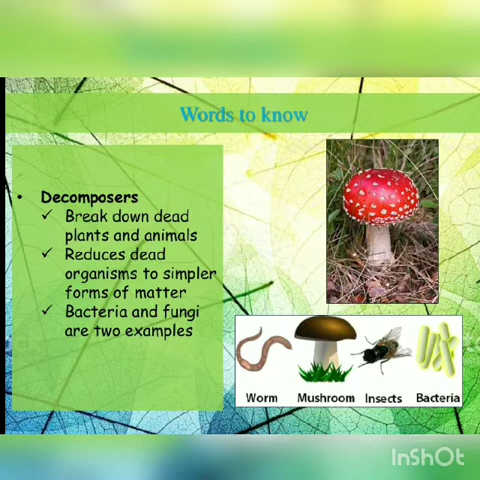 Words to know
• Decomposers
✓ Break down dead
plants and animals
✓ Reduces dead
organisms to simpler
forms of matter
✓ Bacteria and fungi
are two examples
Worm Mushroom Insects Bacteria
InShOt